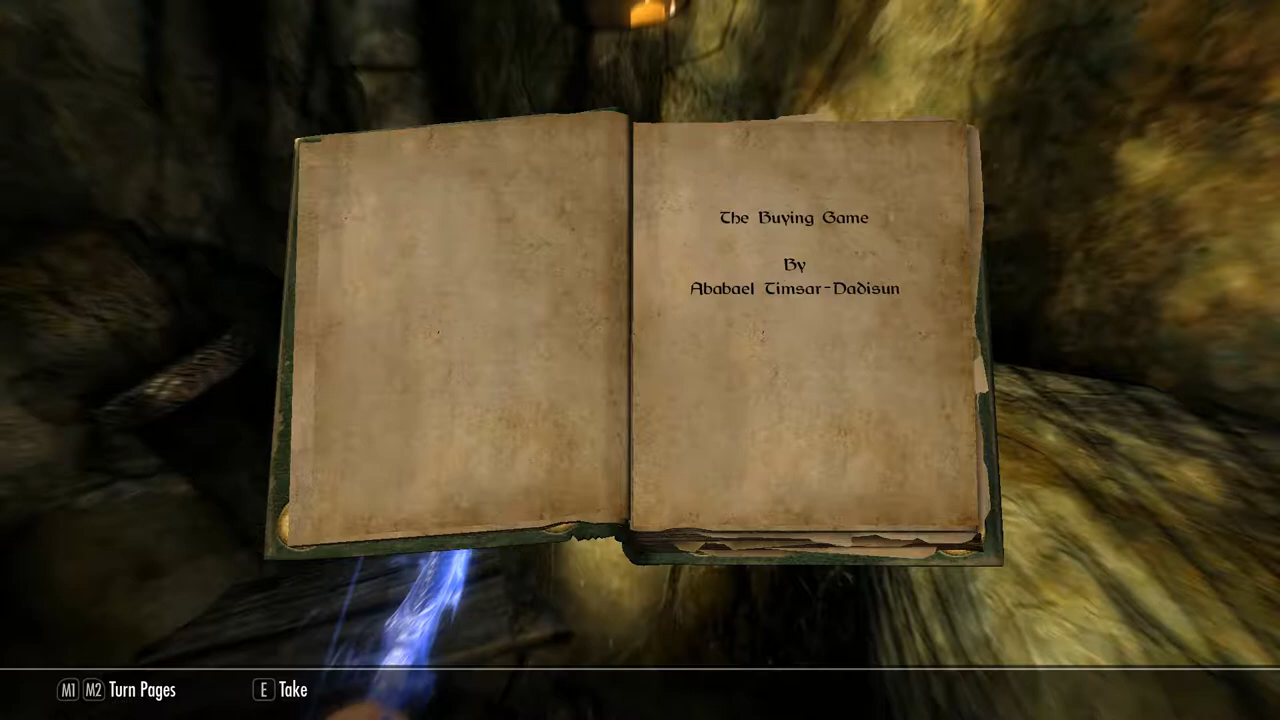 The Buying Game
By
Ababael Timsar-Dadisun
M1 M2 Turn Pages E Take